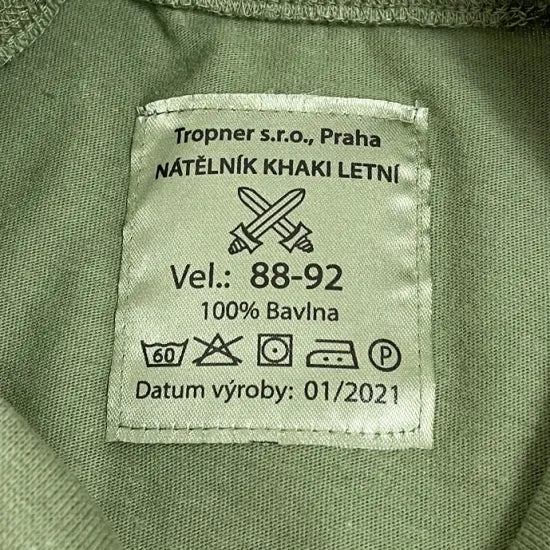 Tropner s.r.o., Praha
NÁTĚLNÍK KHAKI LETNÍ
Vel.: 88-92
100% Bavlna
60 P
Datum výroby: 01/2021